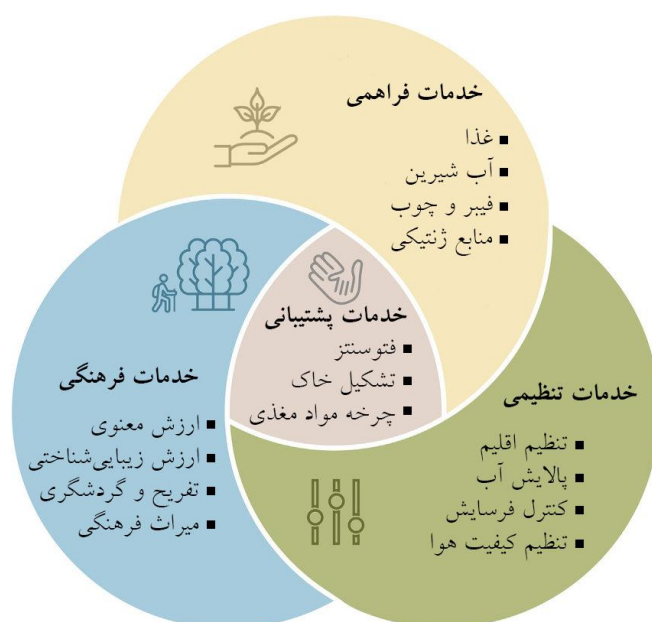 خدمات فراهمی
▪ غذا
▪ آب شیرین
▪ فیبر و چوب
▪ منابع ژنتیکی
خدمات پشتیبانی
▪ فتوسنتز
▪ تشکیل خاک
▪ چرخه مواد مغذی
خدمات تنظیمی
▪ تنظیم اقلیم
▪ پالایش آب
▪ کنترل فرسایش
▪ تنظیم کیفیت هوا
خدمات فرهنگی
▪ ارزش معنوی
▪ ارزش زیبایی‌شناختی
▪ تفریح و گردشگری
▪ میراث فرهنگی